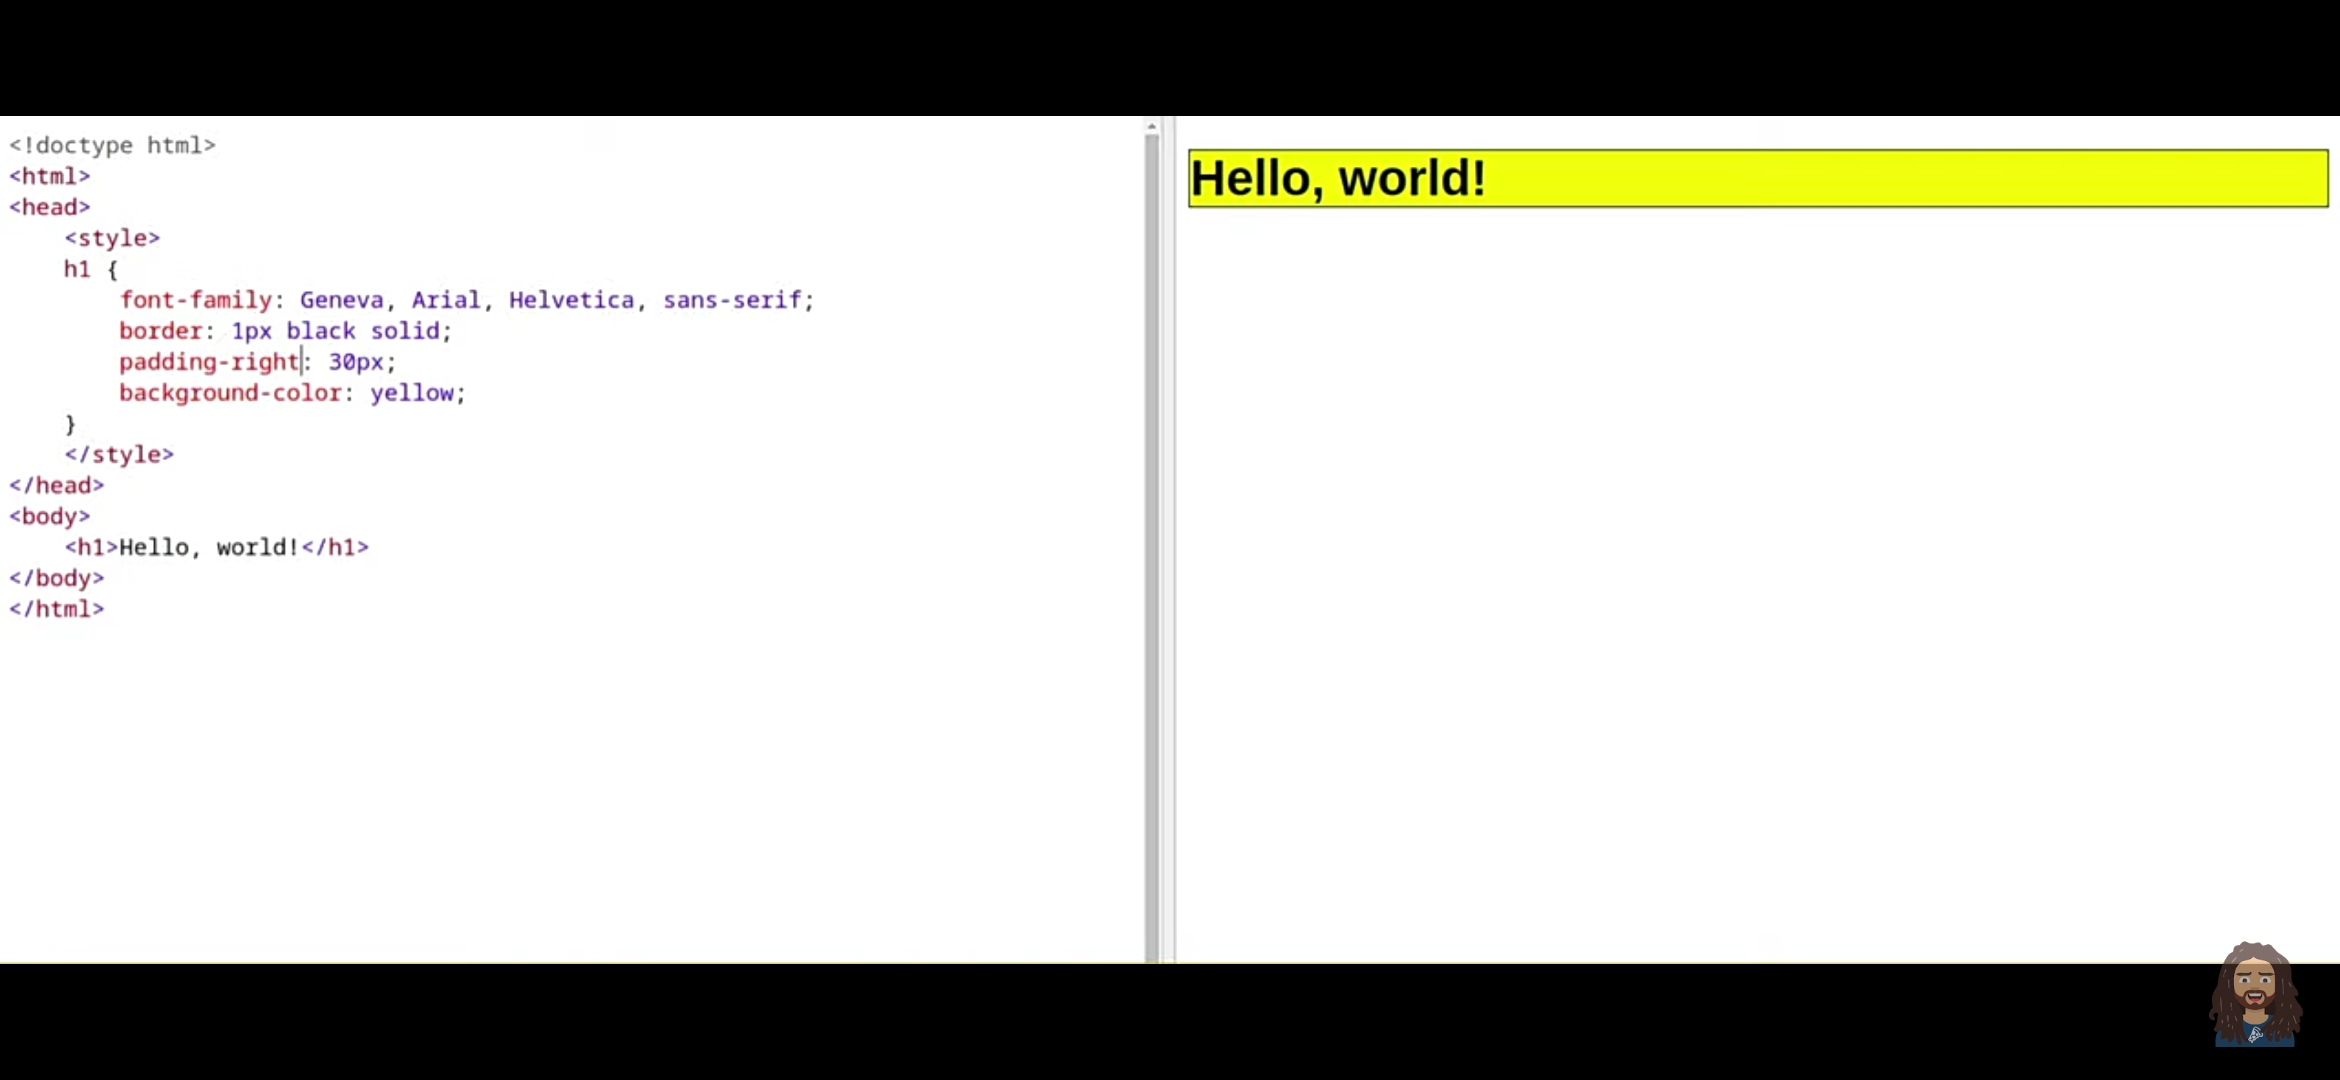 <!doctype html>
<html>
<head>
    <style>
    h1 {
        font-family: Geneva, Arial, Helvetica, sans-serif;
        border: 1px black solid;
        padding-right: 30px;
        background-color: yellow;
    }
    </style>
</head>
<body>
    <h1>Hello, world!</h1>
</body>
</html>
Hello, world!